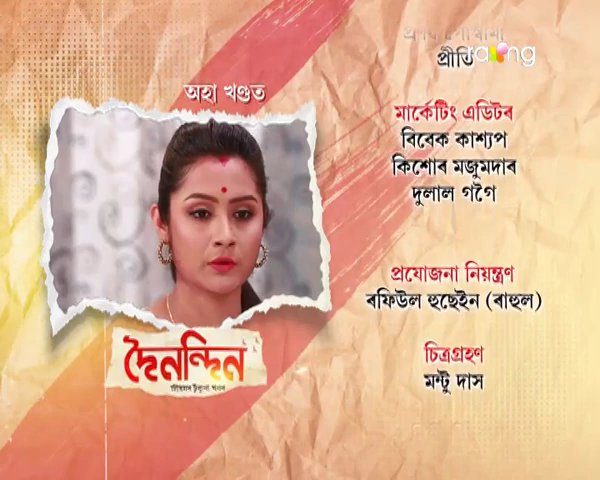 প্ৰীতি
rang
অহা খণ্ডত
মাৰ্কেটিং এডিটৰ
বিবেক কাশ্যপ
কিশোৰ মজুমদাৰ
দুলাল গগৈ
প্ৰযোজনা নিয়ন্ত্ৰণ
ৰফিউল হুছেইন (ৰাহুল)
চিত্ৰগ্ৰহণ
মন্টু দাস
দৈনন্দিন